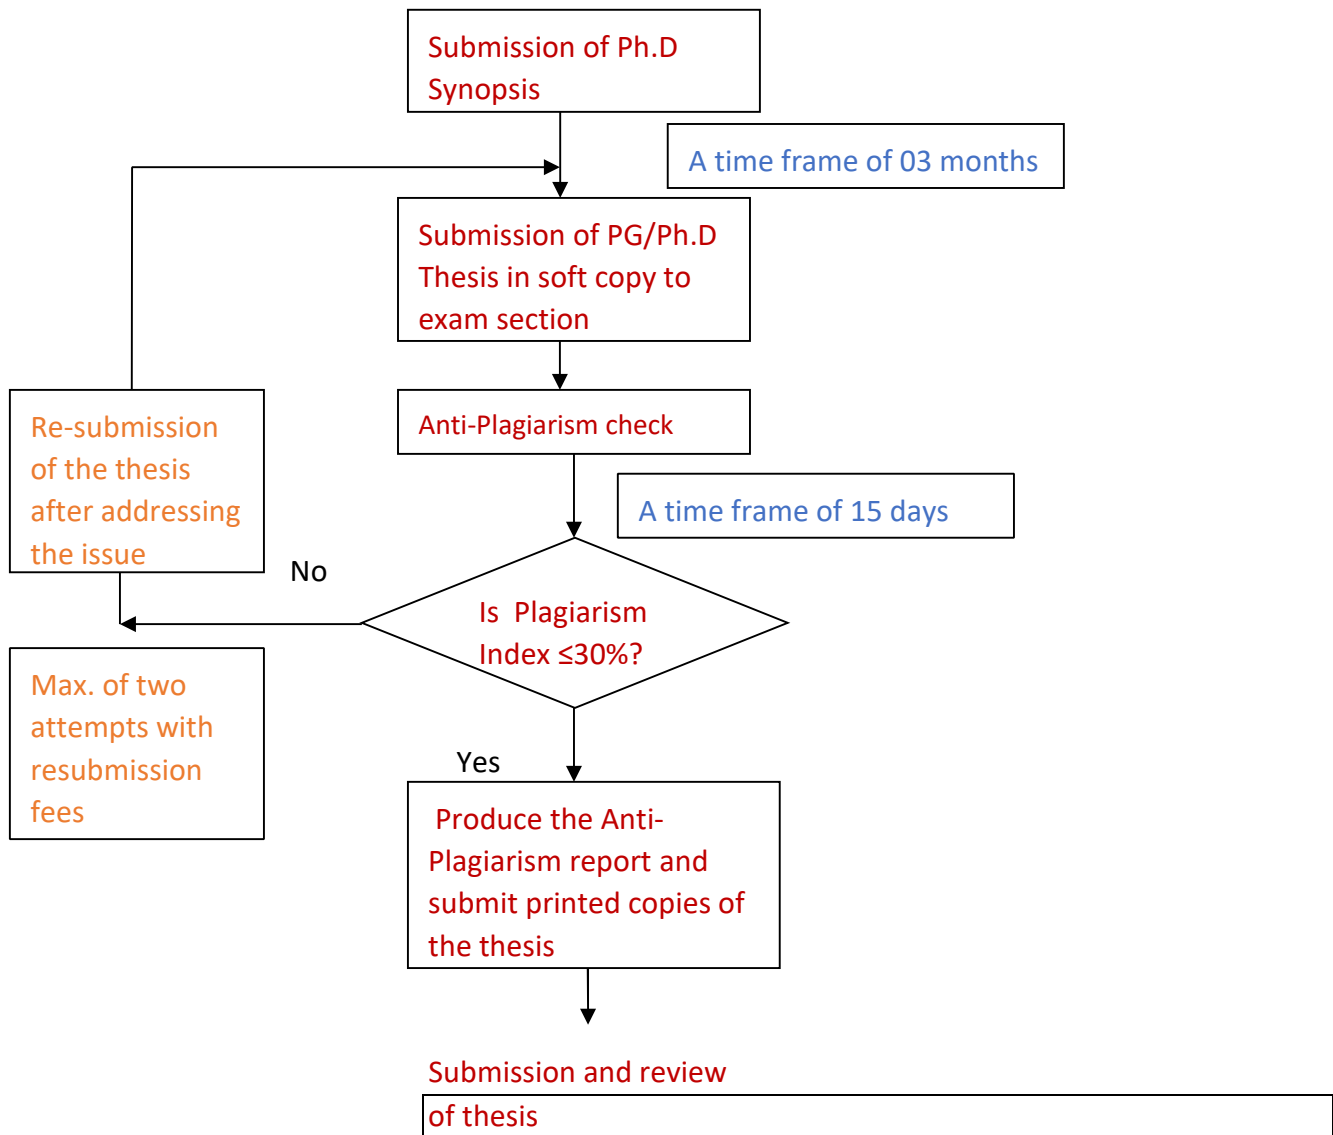 Submission of Ph.D
Synopsis
A time frame of 03 months
Submission of PG/Ph.D
Thesis in soft copy to
exam section
Re-submission
of the thesis
after addressing
the issue
Anti-Plagiarism check
A time frame of 15 days
No
Is  Plagiarism
Index ≤30%?
Max. of two
attempts with
resubmission
fees
Yes
Produce the Anti-
Plagiarism report and
submit printed copies of
the thesis
Submission and review
of thesis